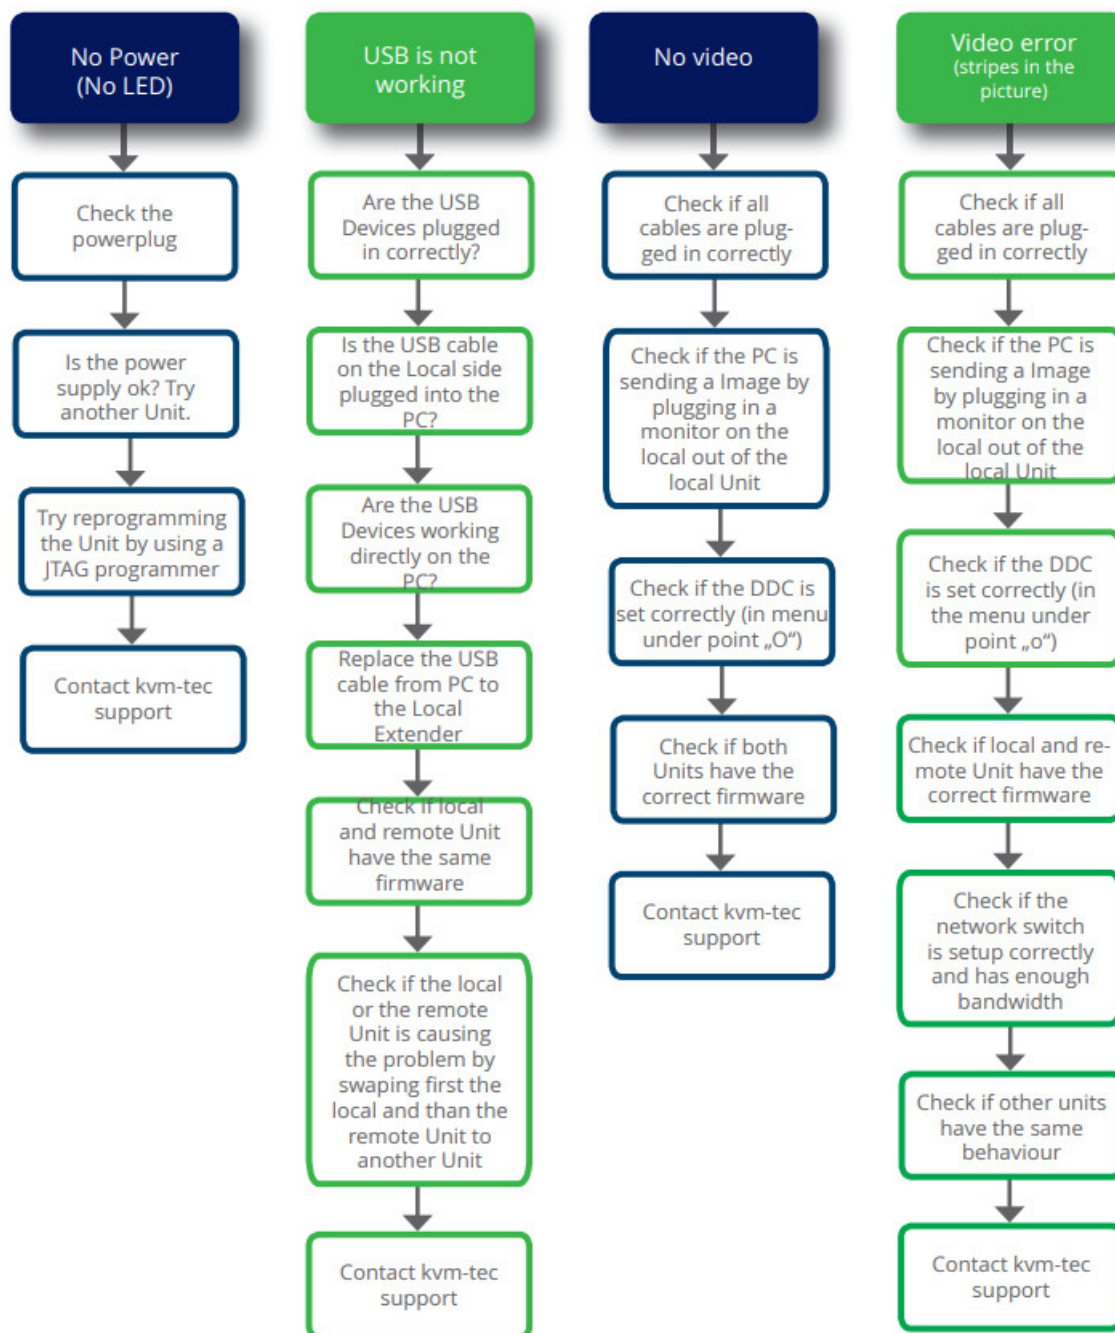 No Power
(No LED)
Check the
powerplug
Is the power
supply ok? Try
another Unit.
Try reprogramming
the Unit by using a
JTAG programmer
Contact kvm-tec
support
USB is not
working
Are the USB
Devices plugged
in correctly?
Is the USB cable
on the Local side
plugged into the
PC?
Are the USB
Devices working
directly on the
PC?
Replace the USB
cable from PC to
the Local
Extender
Check if local
and remote Unit
have the same
firmware
Check if the local
or the remote
Unit is causing
the problem by
swaping first the
local and than the
remote Unit to
another Unit
Contact kvm-tec
support
No video
Check if all
cables are plug-
ged in correctly
Check if the PC is
sending a Image by
plugging in a
monitor on the
local out of the
local Unit
Check if the DDC is
set correctly (in menu
under point „O“)
Check if both
Units have the
correct firmware
Contact kvm-tec
support
Video error
(stripes in the
picture)
Check if all
cables are plug-
ged in correctly
Check if the PC is
sending a Image
by plugging in a
monitor on the
local out of the
local Unit
Check if the DDC
is set correctly (in
the menu under
point „o“)
Check if local and re-
mote Unit have the
correct firmware
Check if the
network switch
is setup correctly
and has enough
bandwidth
Check if other units
have the same
behaviour
Contact kvm-tec
support